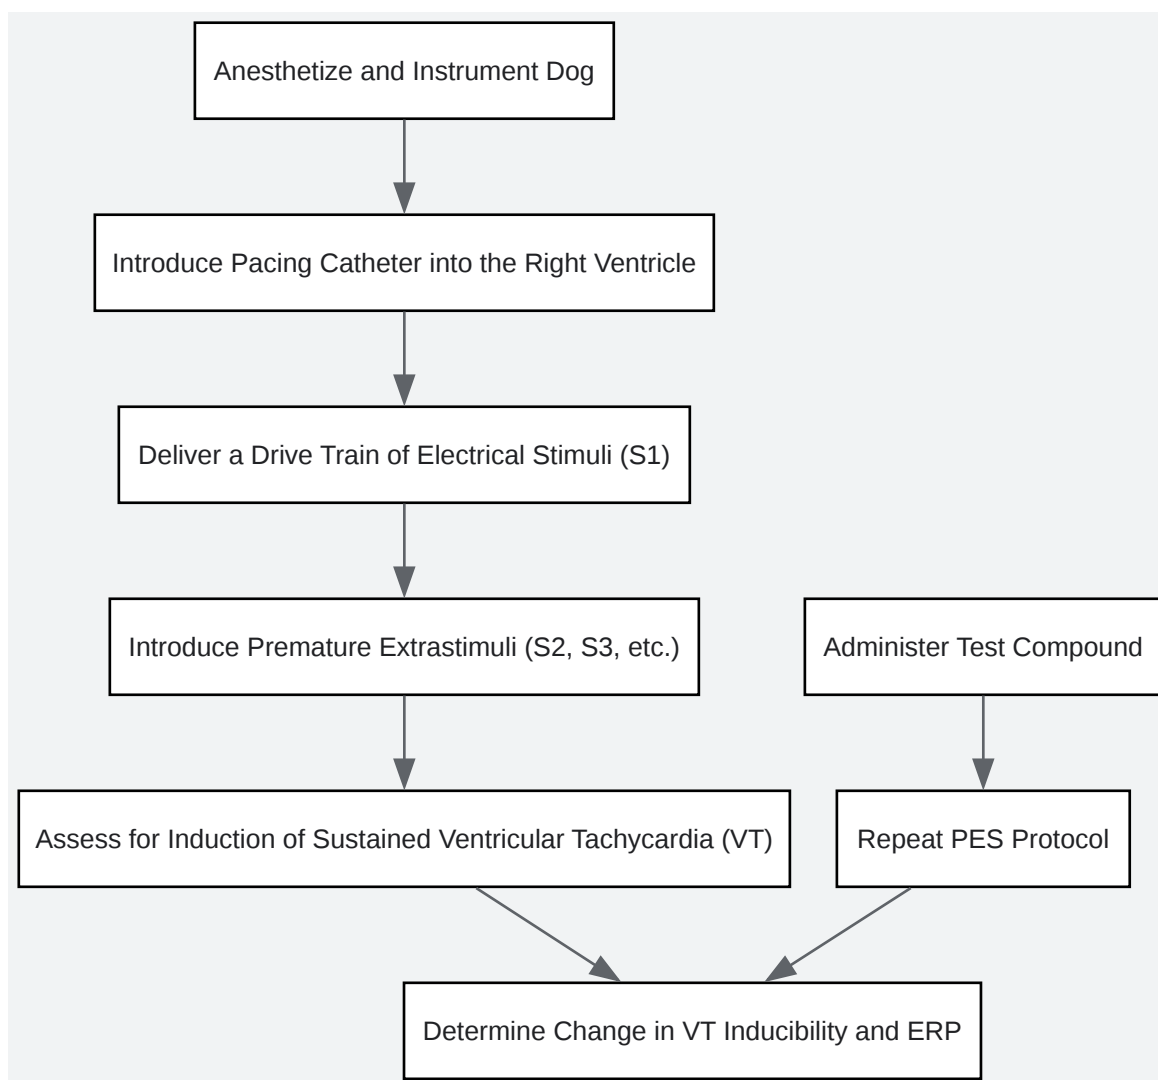 Anesthetize and Instrument Dog
Introduce Pacing Catheter into the Right Ventricle
Deliver a Drive Train of Electrical Stimuli (S1)
Introduce Premature Extrastimuli (S2, S3, etc.)
Administer Test Compound
Assess for Induction of Sustained Ventricular Tachycardia (VT)
Repeat PES Protocol
Determine Change in VT Inducibility and ERP